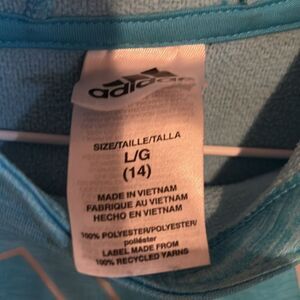 adidas
SIZE/TAILLE/TALLA
L/G
(14)
MADE IN VIETNAM
FABRIQUE AU VIETNAM
HECHO EN VIETNAM
100% POLYESTER/POLYESTER/
poliéster
LABEL MADE FROM
100% RECYCLED YARNS